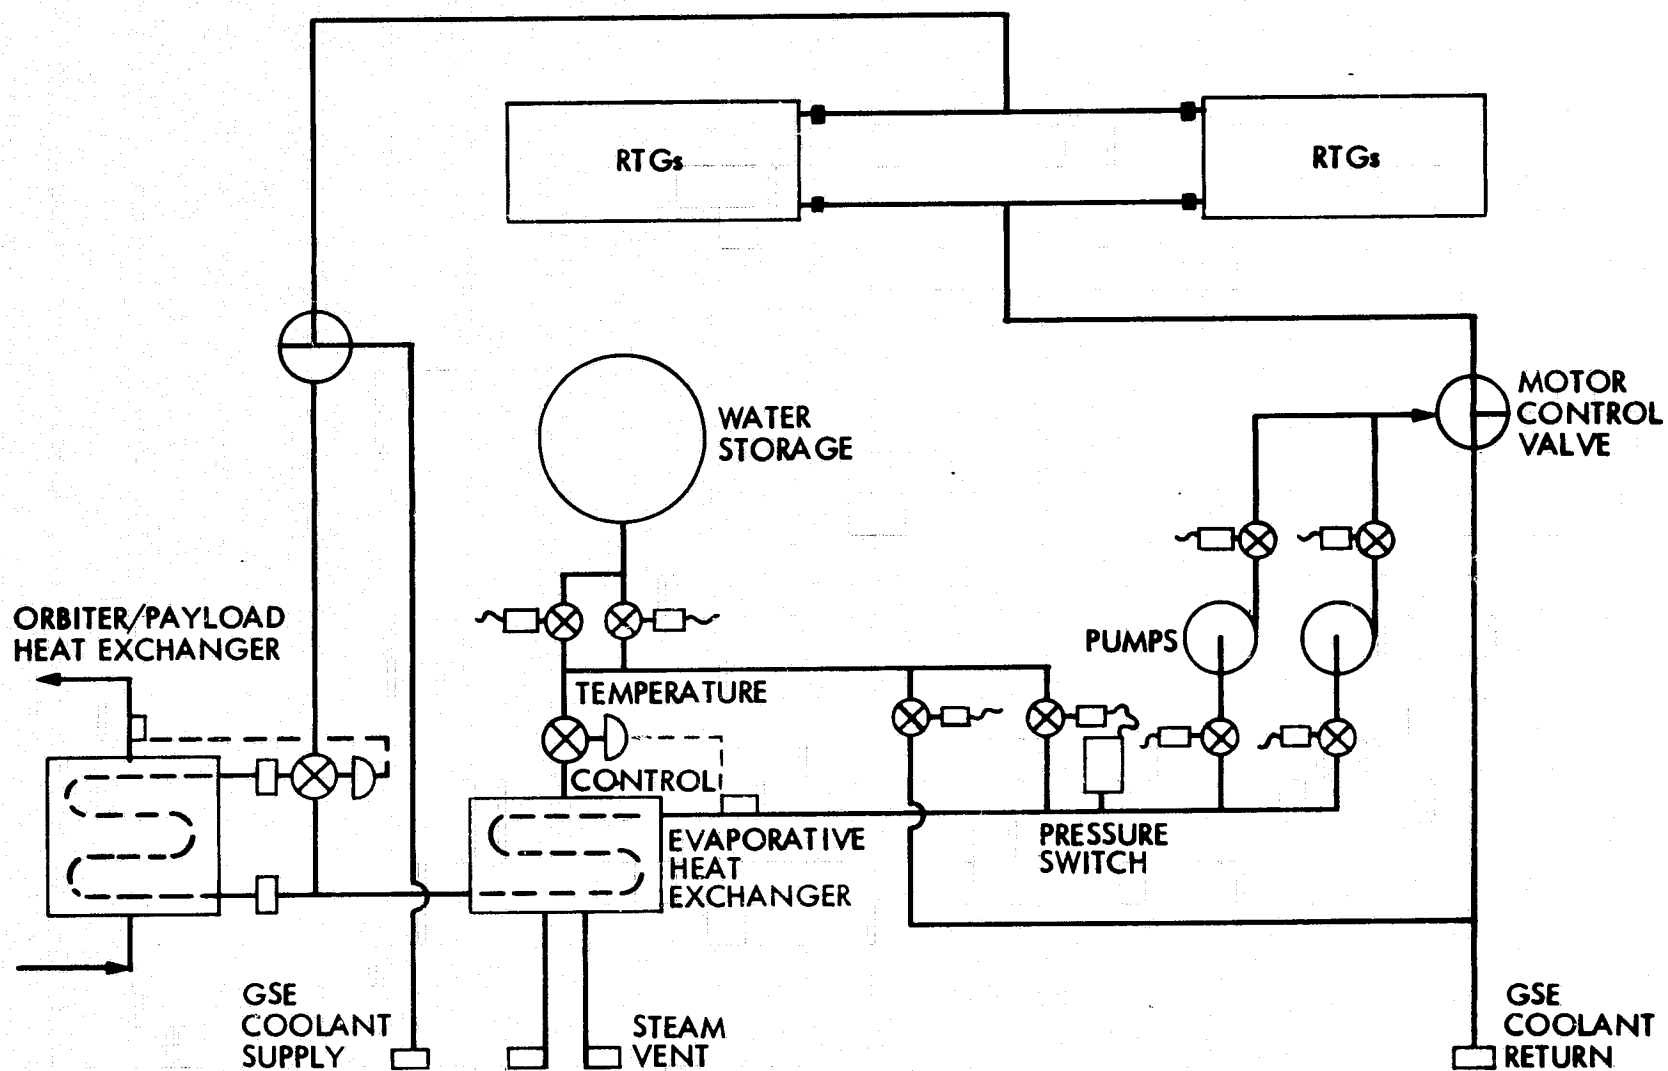 RTGs
RTGs
MOTOR
CONTROL
VALVE
WATER
STORAGE
ORBITER/PAYLOAD
HEAT EXCHANGER
PUMPS
TEMPERATURE
CONTROL
PRESSURE
SWITCH
EVAPORATIVE
HEAT
EXCHANGER
GSE
COOLANT
SUPPLY
STEAM
VENT
GSE
COOLANT
RETURN